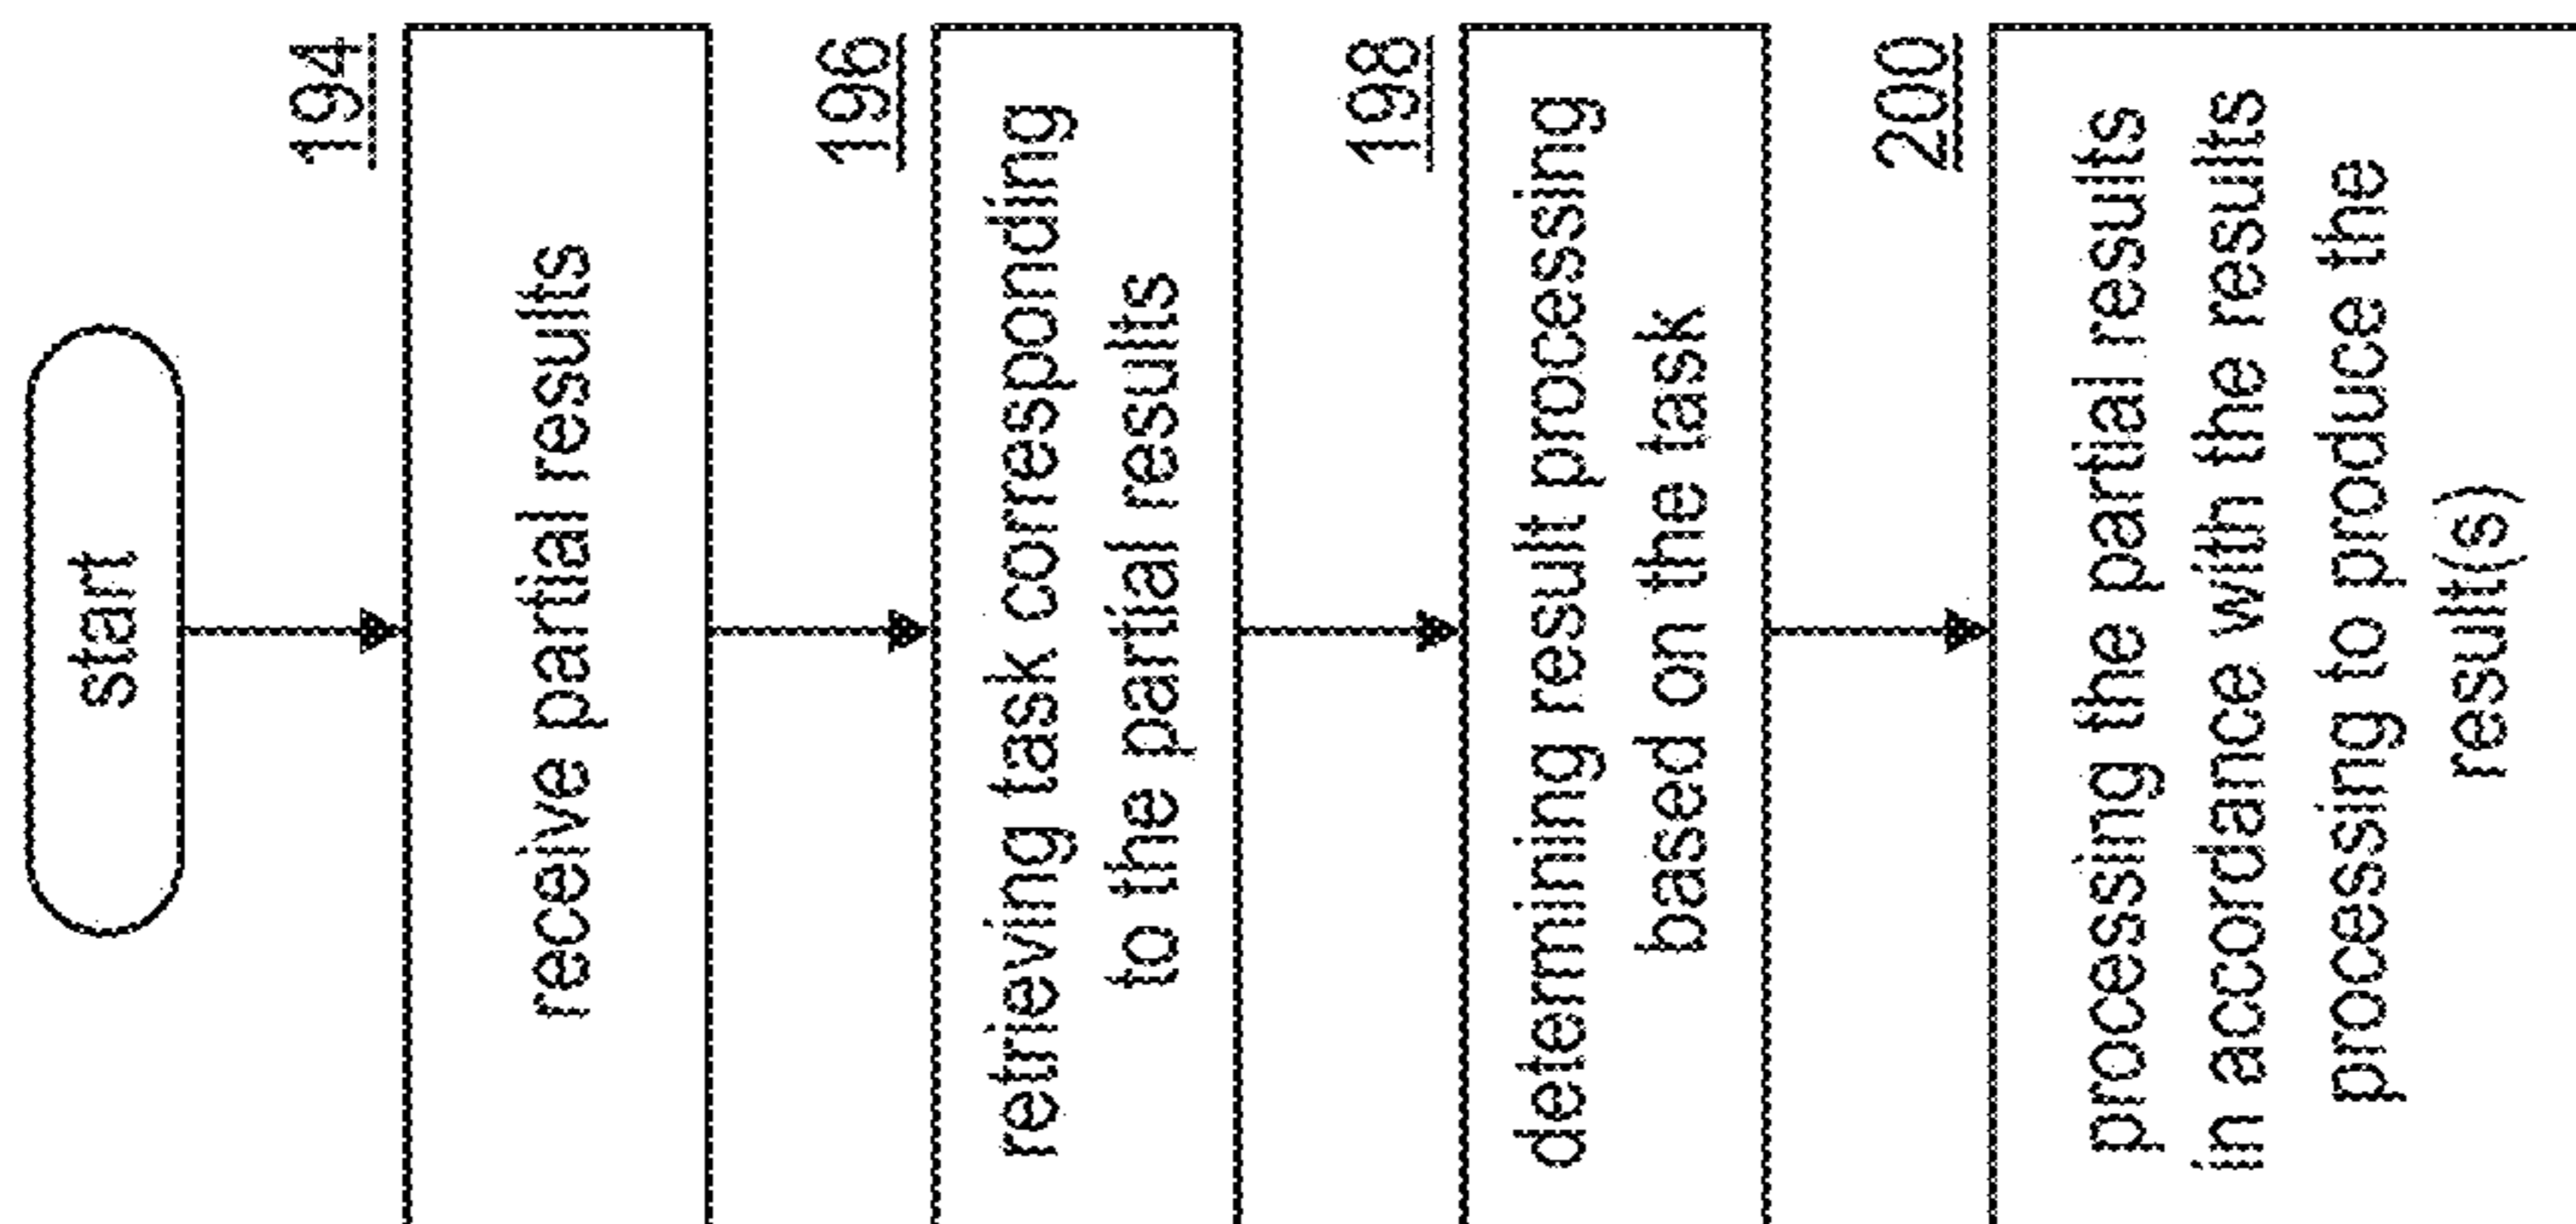 start
194
receive partial results
196
retrieving task corresponding
to the partial results
198
determining result processing
based on the task
200
processing the partial results
in accordance with the results
processing to produce the
result(s)